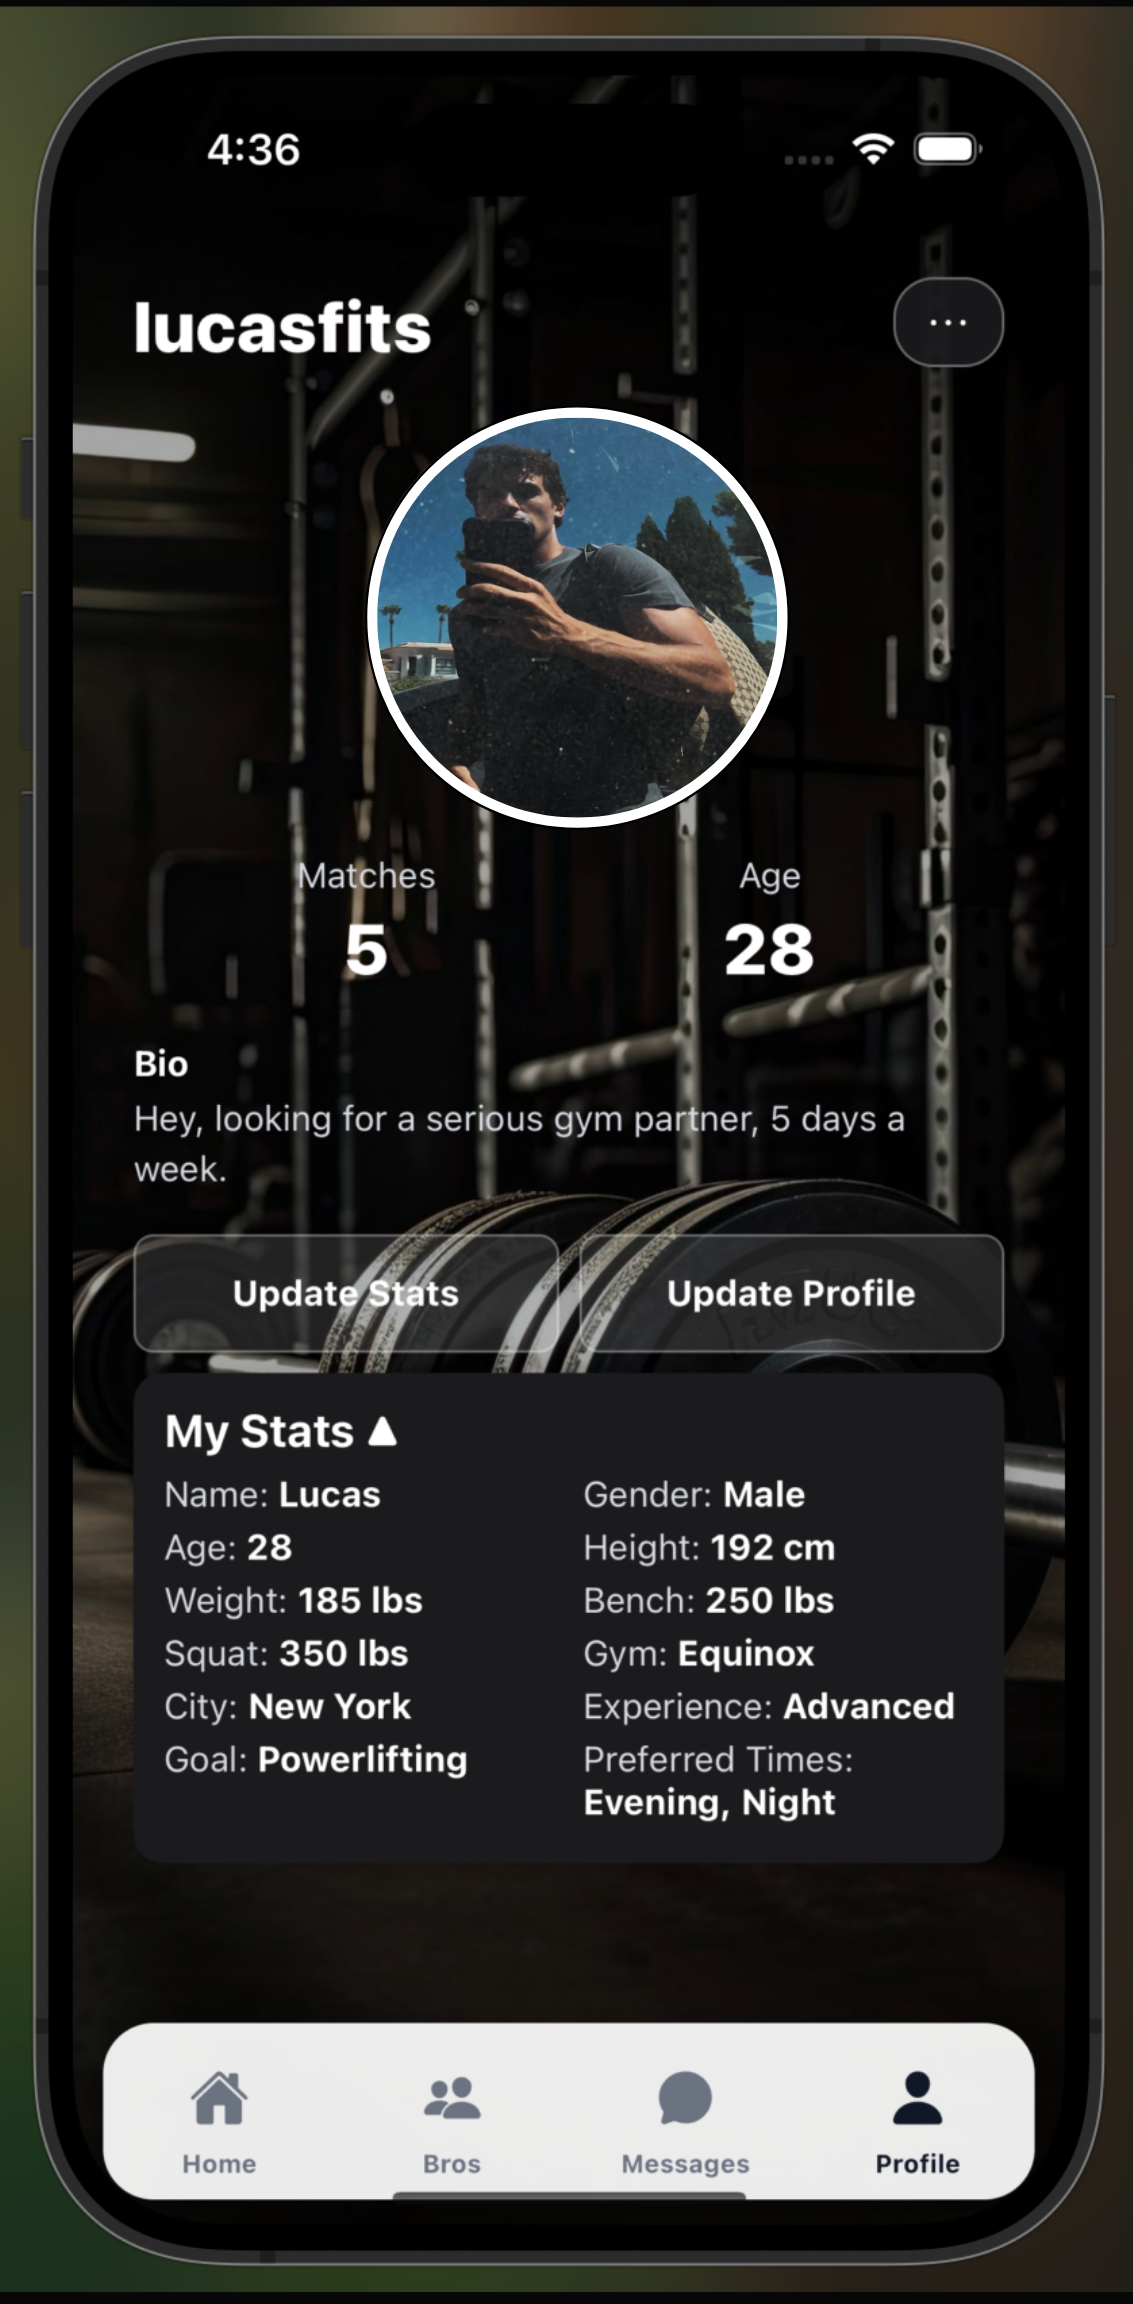 4:36
lucasfits
...
Matches
Age
5
28
Bio
Hey, looking for a serious gym partner, 5 days a
week.
Update Stats
Update Profile
My Stats ▲
Name: Lucas
Gender: Male
Age: 28
Height: 192 cm
Weight: 185 lbs
Bench: 250 lbs
Squat: 350 lbs
Gym: Equinox
City: New York
Experience: Advanced
Goal: Powerlifting
Preferred Times:
Evening, Night
Home
Bros
Messages
Profile